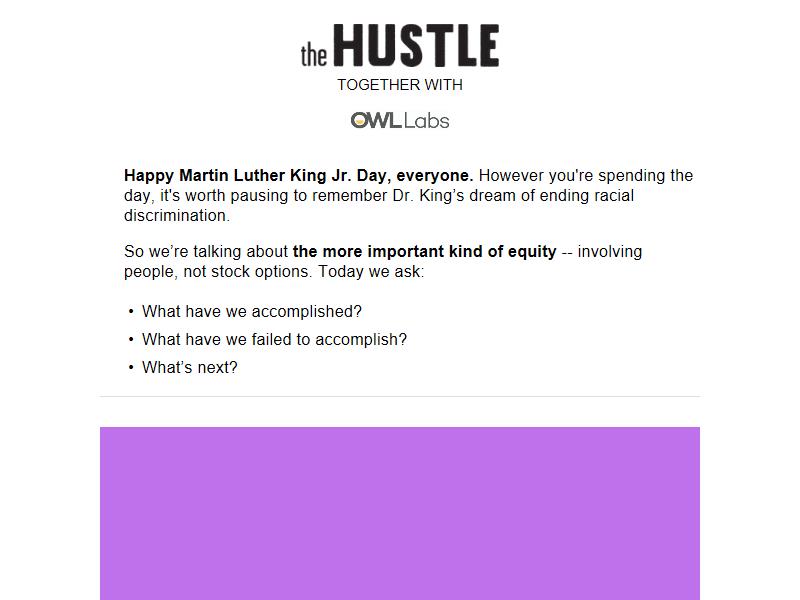 the HUSTLE
TOGETHER WITH
OWL Labs
Happy Martin Luther King Jr. Day, everyone. However you're spending the
day, it's worth pausing to remember Dr. King’s dream of ending racial
discrimination.
So we’re talking about the more important kind of equity -- involving
people, not stock options. Today we ask:
• What have we accomplished?
• What have we failed to accomplish?
• What’s next?